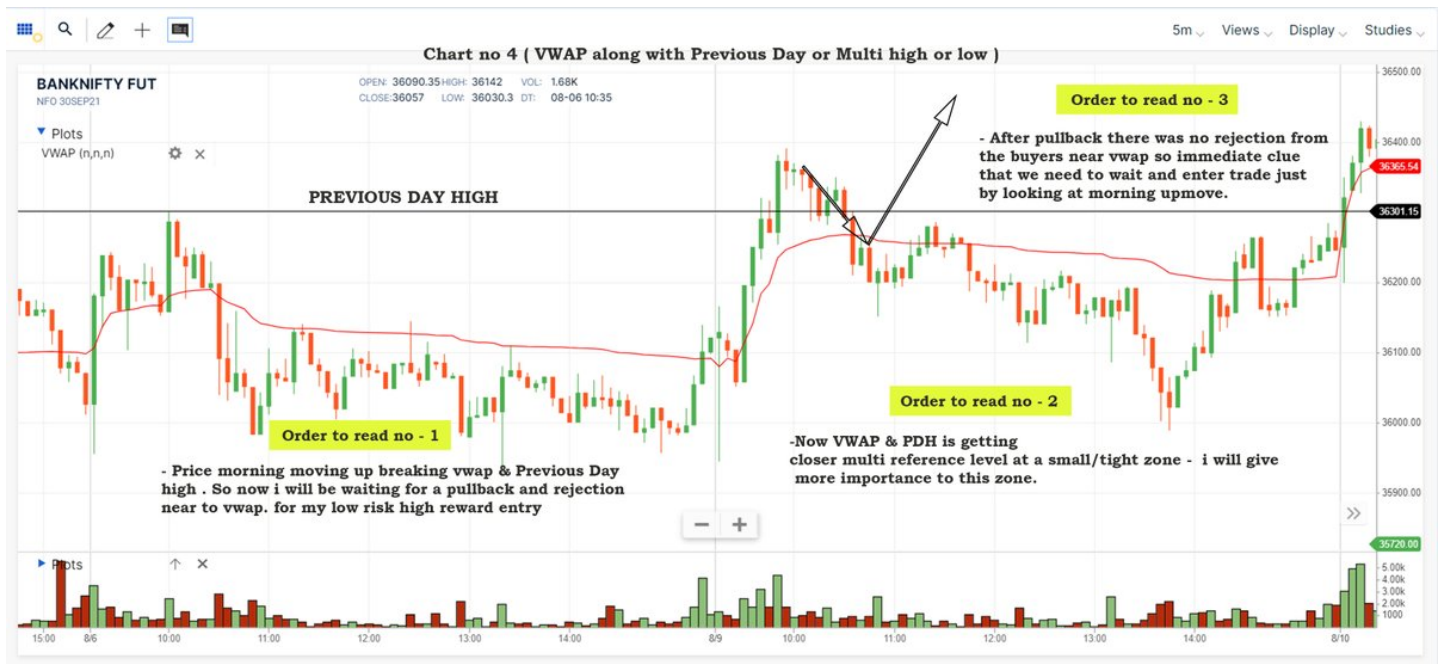 5m Views Display Studies
Chart no 4 ( VWAP along with Previous Day or Multi high or low )
BANKNIFTY FUT
NFO 30SEP21
OPEN: 36090.35 HIGH: 36142 VOL: 1.68K
CLOSE:36057 LOW: 36030.3 DT: 08-06 10:35
Plots
VWAP (n,n,n)
PREVIOUS DAY HIGH
Order to read no - 1
- Price morning moving up breaking vwap & Previous Day
high . So now i will be waiting for a pullback and rejection
near to vwap. for my low risk high reward entry
Order to read no - 2
-Now VWAP & PDH is getting
closer multi reference level at a small/tight zone - i will give
more importance to this zone.
Order to read no - 3
- After pullback there was no rejection from
the buyers near vwap so immediate clue
that we need to wait and enter trade just
by looking at morning upmove.
36500.00
36400.00
36365.54
36301.15
36200.00
36100.00
36000.00
35900.00
35720.00
Plots
5.00k
4.00k
3.00k
2.00k
1000
15:00 8/6 10:00 11:00 12:00 13:00 14:00 8/9 10:00 11:00 12:00 13:00 14:00 8/10